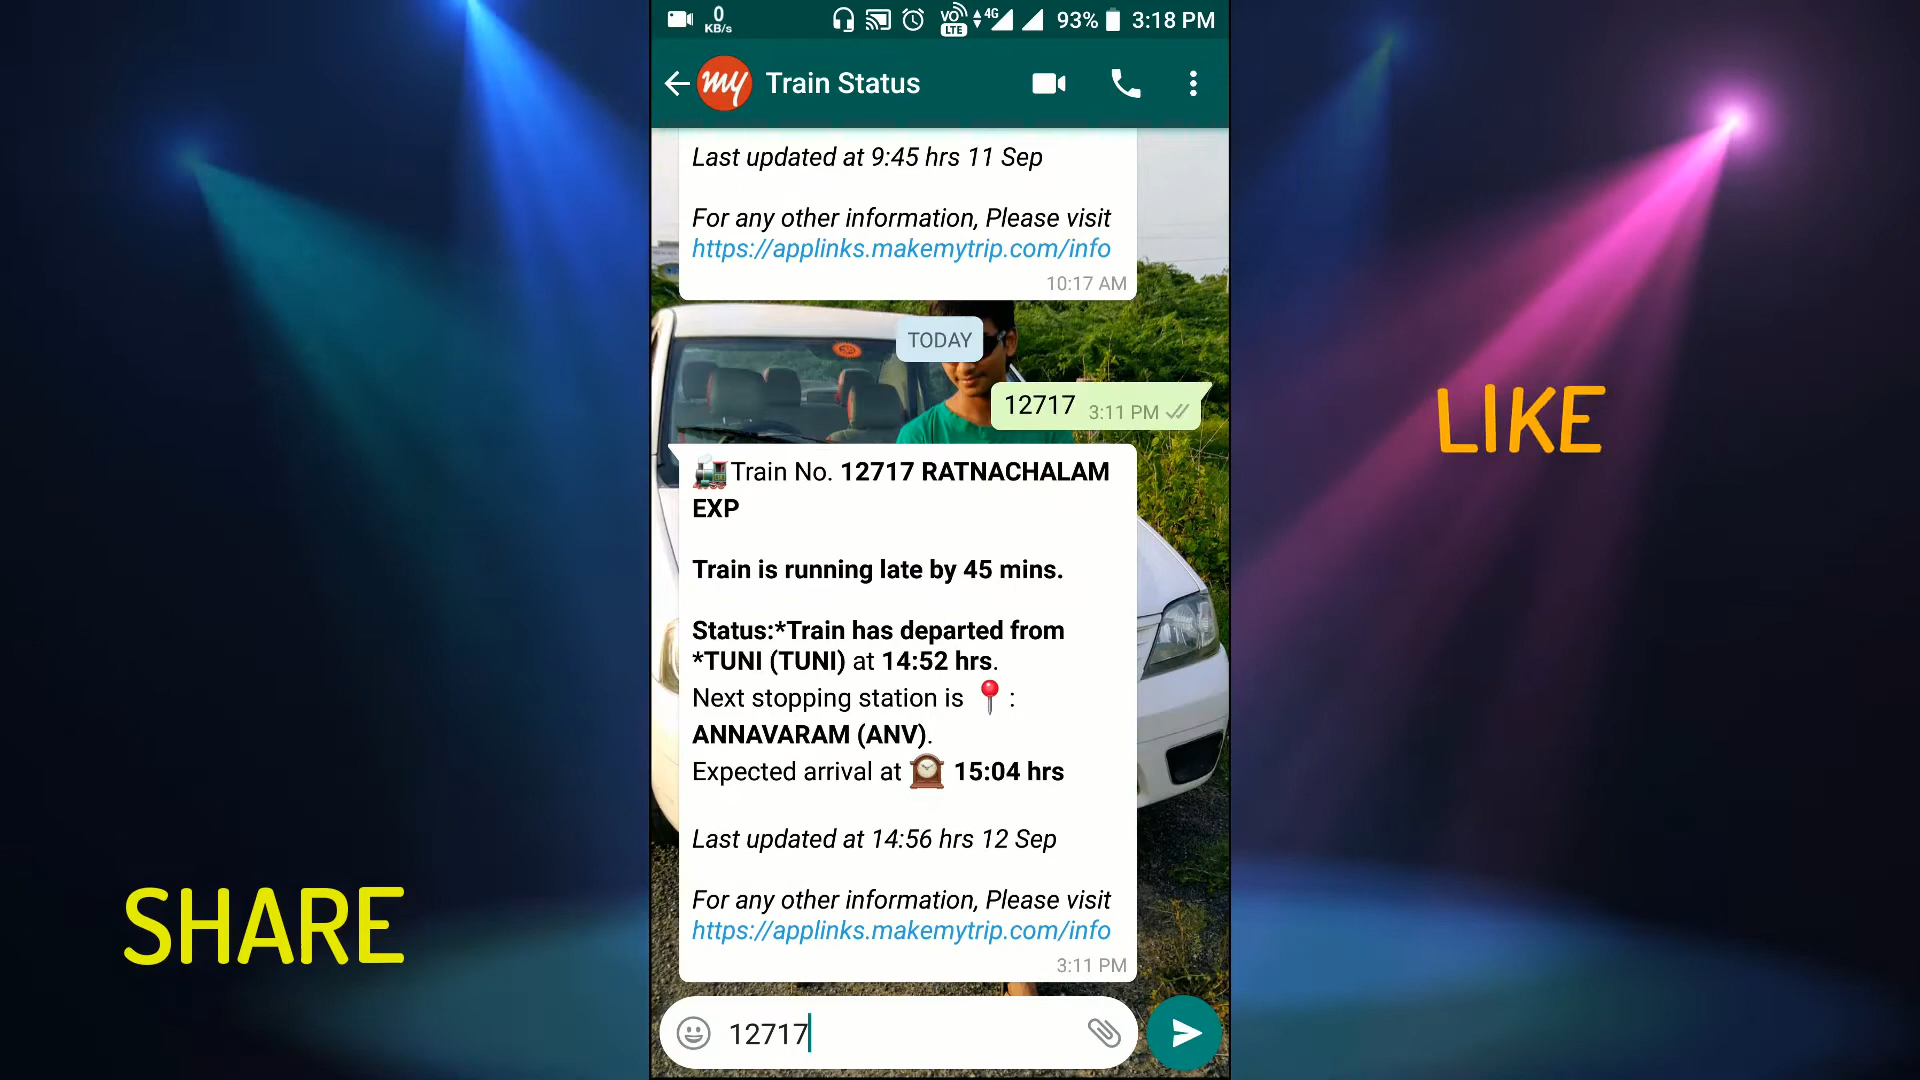 0
KB/s
VO LTE 4G 93% 3:18 PM
my Train Status
Last updated at 9:45 hrs 11 Sep
For any other information, Please visit
https://applinks.makemytrip.com/info
10:17 AM
TODAY
12717 3:11 PM
Train No. 12717 RATNACHALAM
EXP
Train is running late by 45 mins.
Status:*Train has departed from
*TUNI (TUNI) at 14:52 hrs.
Next stopping station is 📍 :
ANNAVARAM (ANV).
Expected arrival at 🕰 15:04 hrs
Last updated at 14:56 hrs 12 Sep
For any other information, Please visit
https://applinks.makemytrip.com/info
3:11 PM
12717
LIKE
SHARE